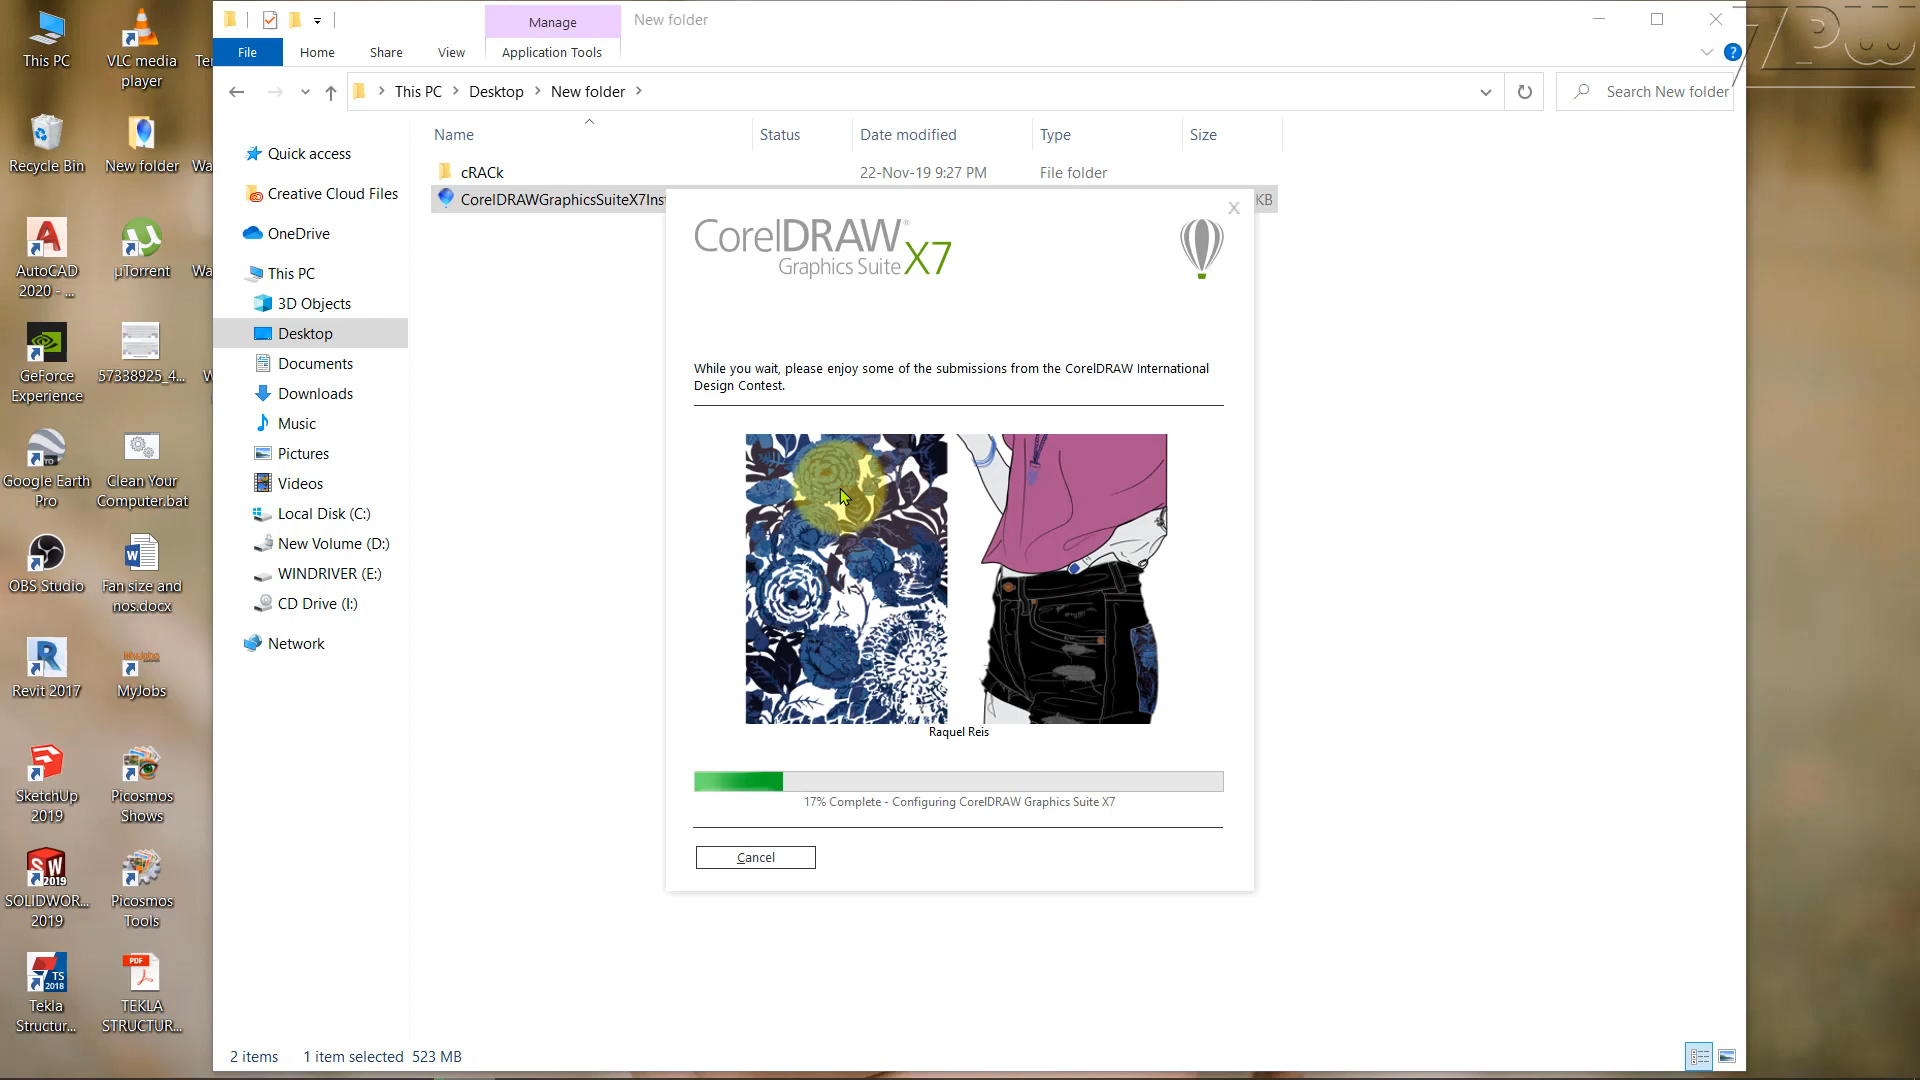 This PC
VLC media
player
Te
Recycle Bin
New folder
Wa
AutoCAD
2020 - ...
µTorrent
Wa
GeForce
Experience
57338925_4...
W
Google Earth
Pro
Clean Your
Computer.bat
OBS Studio
Fan size and
nos.docx
Revit 2017
MyJobs
SketchUp
2019
Picosmos
Shows
SOLIDWOR...
2019
Picosmos
Tools
Tekla
Structur...
TEKLA
STRUCTUR...
Manage
New folder
File
Home
Share
View
Application Tools
This PC
Desktop
New folder
Search New folder
Name
Status
Date modified
Type
Size
Quick access
Creative Cloud Files
OneDrive
This PC
3D Objects
Desktop
Documents
Downloads
Music
Pictures
Videos
Local Disk (C:)
New Volume (D:)
WINDRIVER (E:)
CD Drive (I:)
Network
cRACk
22-Nov-19 9:27 PM
File folder
CorelDRAWGraphicsSuiteX7Inst
KB
X
CorelDRAW®
Graphics Suite X7
While you wait, please enjoy some of the submissions from the CorelDRAW International
Design Contest.
Raquel Reis
17% Complete - Configuring CorelDRAW Graphics Suite X7
Cancel
2 items
1 item selected 523 MB